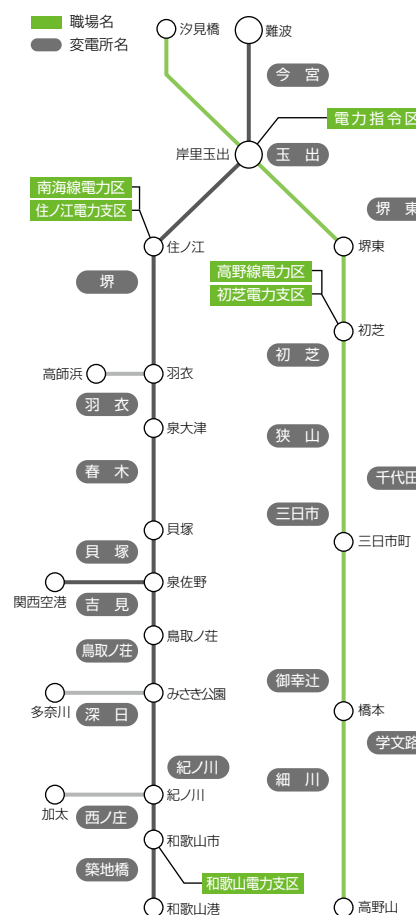 職場名
変電所名
汐見橋
難波
今宮
電力指令区
岸里玉出
玉出
南海線電力区
住ノ江電力支区
堺東
住ノ江
堺東
高野線電力区
初芝電力支区
堺
初芝
初芝
高師浜
羽衣
羽衣
泉大津
狭山
春木
千代田
三日市
貝塚
三日市町
貝塚
泉佐野
関西空港
吉見
鳥取ノ荘
鳥取ノ荘
御幸辻
みさき公園
多奈川
深日
橋本
学文路
紀ノ川
細川
紀ノ川
加太
西ノ庄
和歌山市
築地橋
和歌山電力支区
和歌山港
高野山